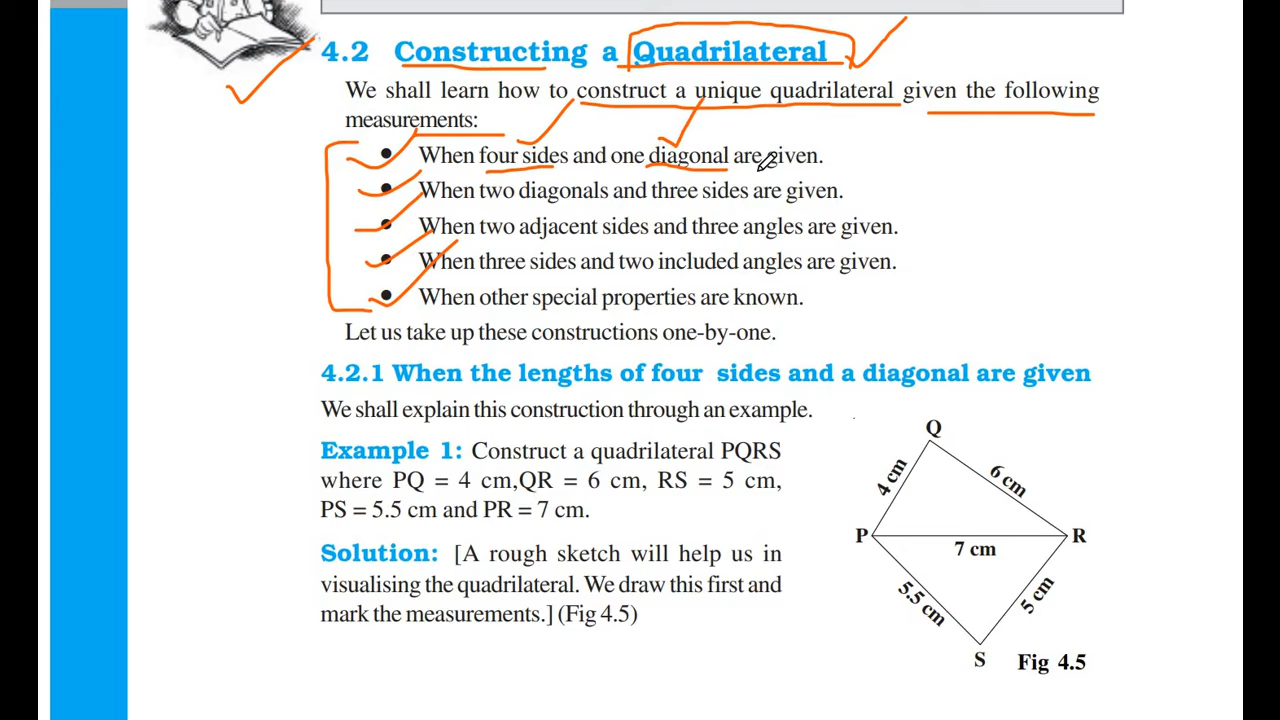 4.2 Constructing a Quadrilateral
We shall learn how to construct a unique quadrilateral given the following
measurements:
● When four sides and one diagonal are given.
● When two diagonals and three sides are given.
● When two adjacent sides and three angles are given.
● When three sides and two included angles are given.
● When other special properties are known.
Let us take up these constructions one-by-one.
4.2.1 When the lengths of four sides and a diagonal are given
We shall explain this construction through an example.
Example 1: Construct a quadrilateral PQRS
where PQ = 4 cm,QR = 6 cm, RS = 5 cm,
PS = 5.5 cm and PR = 7 cm.
Solution: [A rough sketch will help us in
visualising the quadrilateral. We draw this first and
mark the measurements.] (Fig 4.5)
Q
4 cm
6 cm
P
R
7 cm
5.5 cm
5 cm
S
Fig 4.5